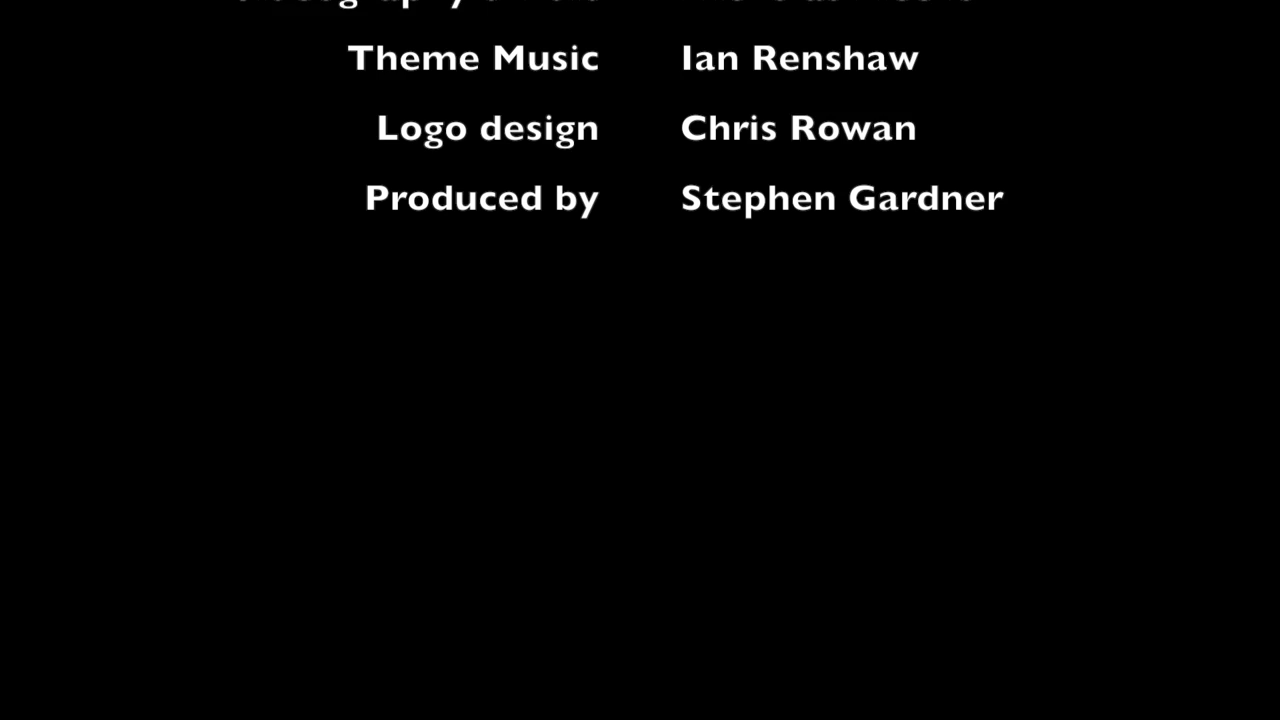 Theme Music Ian Renshaw
Logo design Chris Rowan
Produced by Stephen Gardner